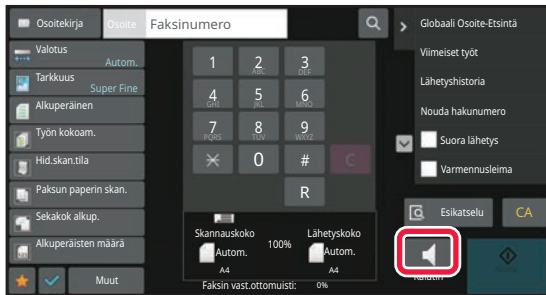 Osoitekirja
Osoite
Faksinumero
Valotus
Autom.
Tarkkuus
Super Fine
Alkuperäinen
Työn kokoam.
Hid.skan.tila
Paksun paperin skan.
Sekakok alkup.
Alkuperäisten määrä
Muut
1
2
ABC
3
DEF
4
GHI
5
JKL
6
MNO
7
PQRS
8
TUV
9
WXYZ
0
#
C
R
Skannauskoko
Autom.
A4
100%
Lähetyskoko
Autom.
A4
Faksin vast.ottomuisti: 0%
Globaali Osoite-Etsintä
Viimeiset työt
Lähetyshistoria
Nouda hakunumero
Suora lähetys
Varmennusleima
Esikatselu
CA